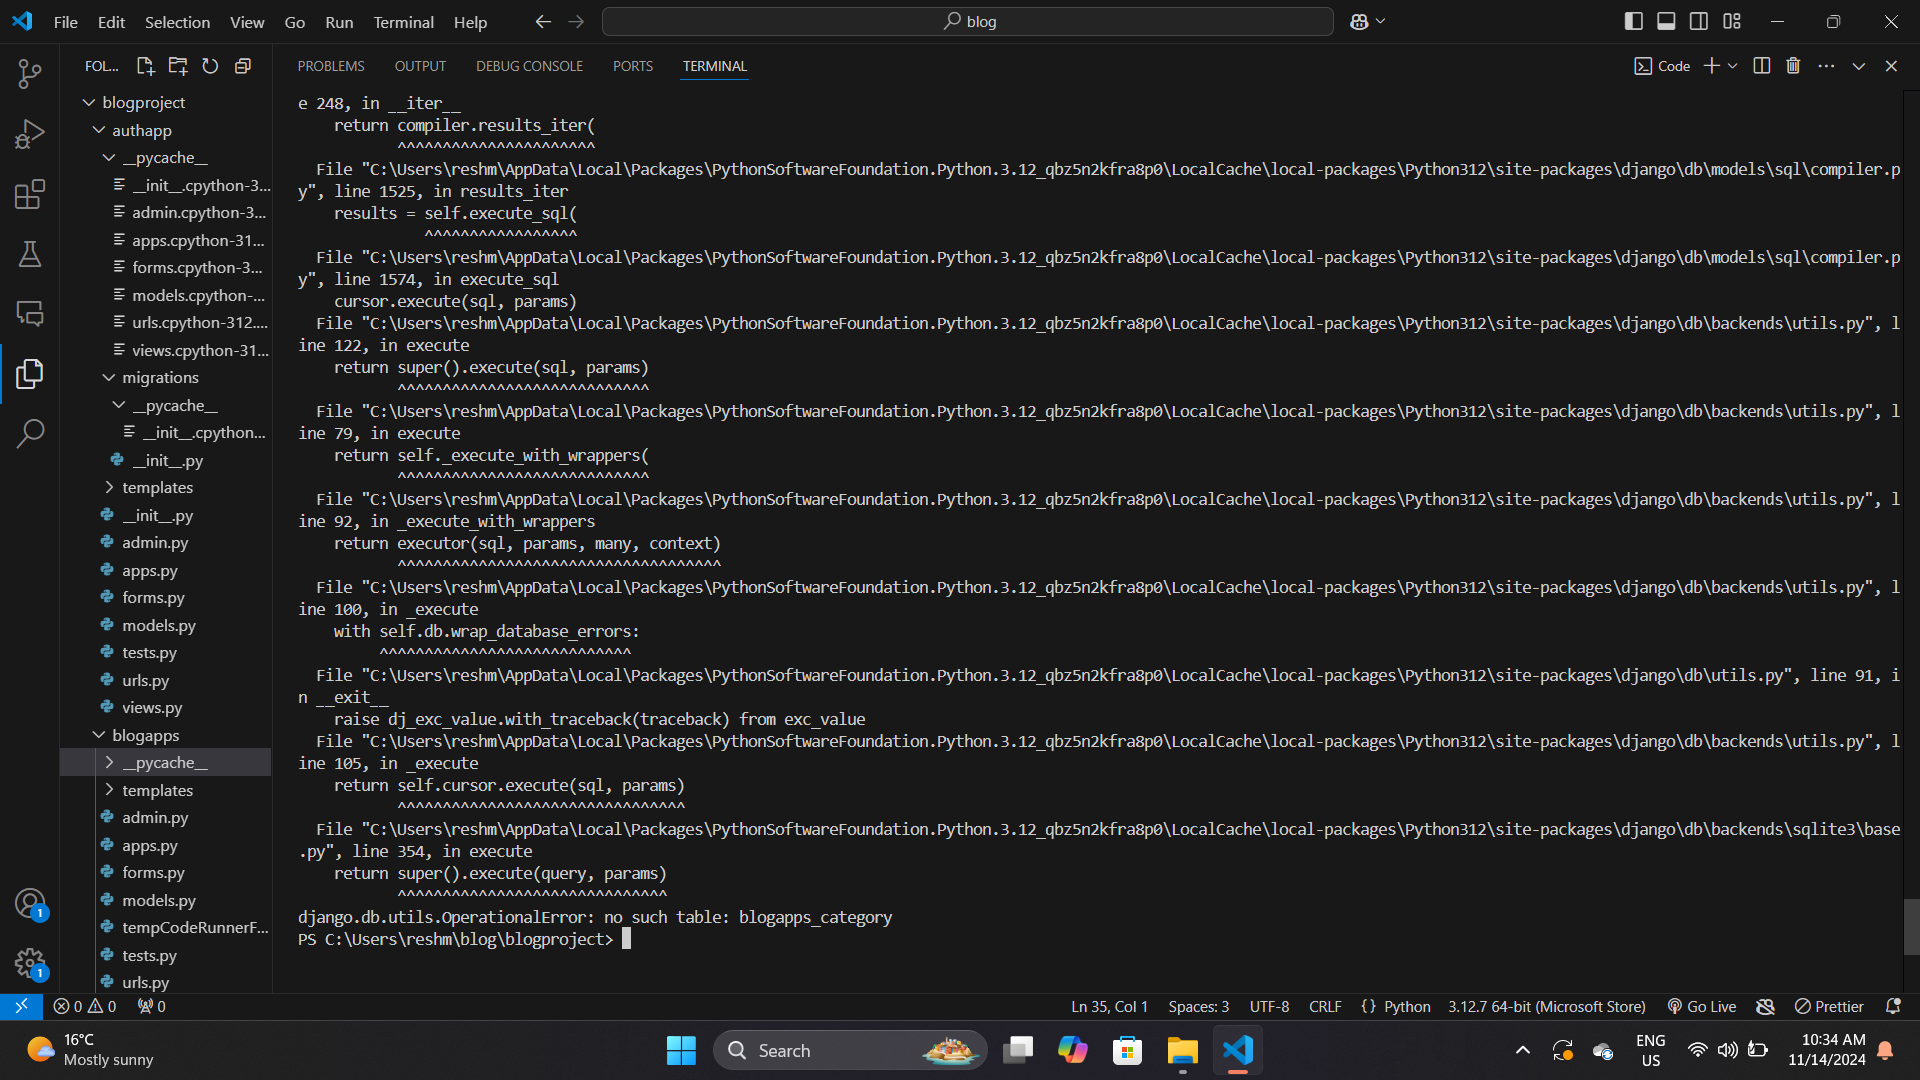 File Edit Selection View Go Run Terminal Help
blog
FOL...
PROBLEMS OUTPUT DEBUG CONSOLE PORTS TERMINAL
Code
blogproject
authapp
__pycache__
__init__.cpython-3...
admin.cpython-3...
apps.cpython-31...
forms.cpython-3...
models.cpython-...
urls.cpython-312....
views.cpython-31...
migrations
__pycache__
__init__.cpython...
__init__.py
templates
__init__.py
admin.py
apps.py
forms.py
models.py
tests.py
urls.py
views.py
blogapps
__pycache__
templates
admin.py
apps.py
forms.py
models.py
tempCodeRunnerF...
tests.py
urls.py
e 248, in __iter__
    return compiler.results_iter(
           ^^^^^^^^^^^^^^^^^^^^^^
  File "C:\Users\reshm\AppData\Local\Packages\PythonSoftwareFoundation.Python.3.12_qbz5n2kfra8p0\LocalCache\local-packages\Python312\site-packages\django\db\models\sql\compiler.p
y", line 1525, in results_iter
    results = self.execute_sql(
              ^^^^^^^^^^^^^^^^^
  File "C:\Users\reshm\AppData\Local\Packages\PythonSoftwareFoundation.Python.3.12_qbz5n2kfra8p0\LocalCache\local-packages\Python312\site-packages\django\db\models\sql\compiler.p
y", line 1574, in execute_sql
    cursor.execute(sql, params)
  File "C:\Users\reshm\AppData\Local\Packages\PythonSoftwareFoundation.Python.3.12_qbz5n2kfra8p0\LocalCache\local-packages\Python312\site-packages\django\db\backends\utils.py", l
ine 122, in execute
    return super().execute(sql, params)
           ^^^^^^^^^^^^^^^^^^^^^^^^^^^^
  File "C:\Users\reshm\AppData\Local\Packages\PythonSoftwareFoundation.Python.3.12_qbz5n2kfra8p0\LocalCache\local-packages\Python312\site-packages\django\db\backends\utils.py", l
ine 79, in execute
    return self._execute_with_wrappers(
           ^^^^^^^^^^^^^^^^^^^^^^^^^^^^
  File "C:\Users\reshm\AppData\Local\Packages\PythonSoftwareFoundation.Python.3.12_qbz5n2kfra8p0\LocalCache\local-packages\Python312\site-packages\django\db\backends\utils.py", l
ine 92, in _execute_with_wrappers
    return executor(sql, params, many, context)
           ^^^^^^^^^^^^^^^^^^^^^^^^^^^^^^^^^^^^
  File "C:\Users\reshm\AppData\Local\Packages\PythonSoftwareFoundation.Python.3.12_qbz5n2kfra8p0\LocalCache\local-packages\Python312\site-packages\django\db\backends\utils.py", l
ine 100, in _execute
    with self.db.wrap_database_errors:
         ^^^^^^^^^^^^^^^^^^^^^^^^^^^^
  File "C:\Users\reshm\AppData\Local\Packages\PythonSoftwareFoundation.Python.3.12_qbz5n2kfra8p0\LocalCache\local-packages\Python312\site-packages\django\db\utils.py", line 91, i
n __exit__
    raise dj_exc_value.with_traceback(traceback) from exc_value
  File "C:\Users\reshm\AppData\Local\Packages\PythonSoftwareFoundation.Python.3.12_qbz5n2kfra8p0\LocalCache\local-packages\Python312\site-packages\django\db\backends\utils.py", l
ine 105, in _execute
    return self.cursor.execute(sql, params)
           ^^^^^^^^^^^^^^^^^^^^^^^^^^^^^^^^
  File "C:\Users\reshm\AppData\Local\Packages\PythonSoftwareFoundation.Python.3.12_qbz5n2kfra8p0\LocalCache\local-packages\Python312\site-packages\django\db\backends\sqlite3\base
.py", line 354, in execute
    return super().execute(query, params)
           ^^^^^^^^^^^^^^^^^^^^^^^^^^^^^^
django.db.utils.OperationalError: no such table: blogapps_category
PS C:\Users\reshm\blog\blogproject>
1
1
0 0 0 Ln 35, Col 1 Spaces: 3 UTF-8 CRLF {} Python 3.12.7 64-bit (Microsoft Store) Go Live Prettier
16°C
Mostly sunny
Search
ENG
US
10:34 AM
11/14/2024